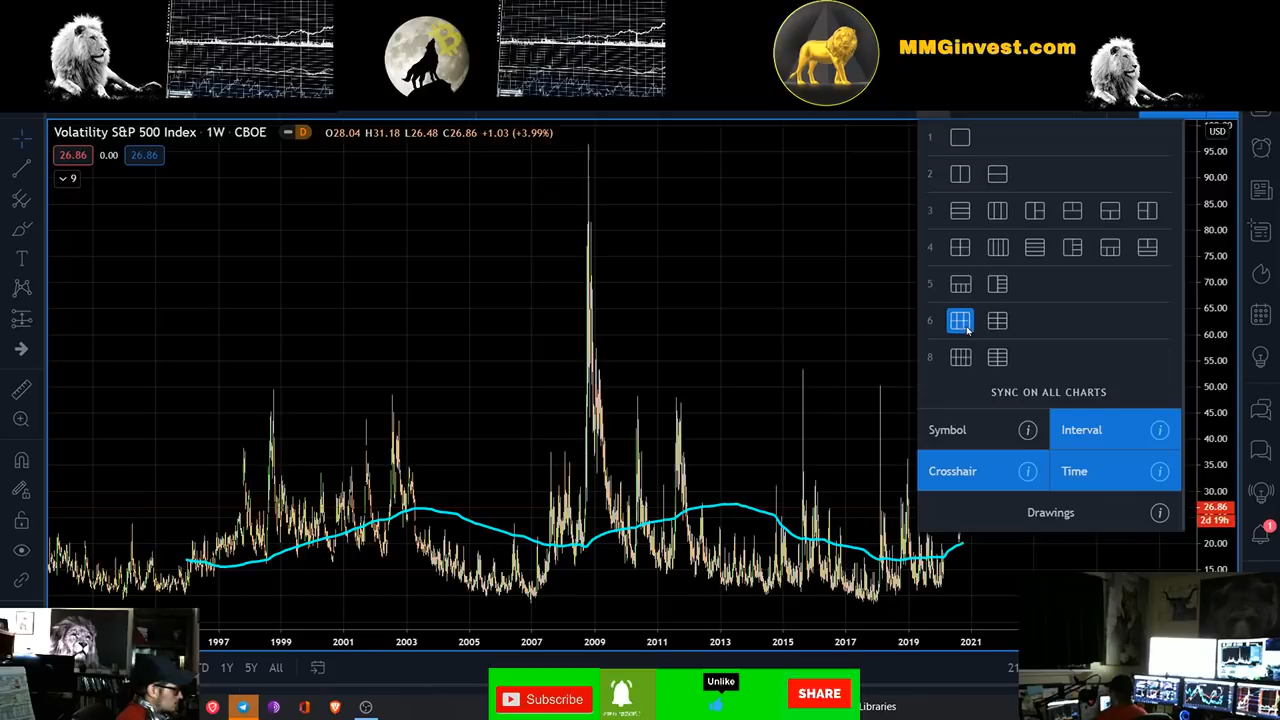 MMGinvest.com
Volatility S&P 500 Index · 1W · CBOE D O28.04 H31.18 L26.48 C26.86 +1.03 (+3.99%)
26.86 0.00 26.86
9
USD
95.00
90.00
85.00
80.00
75.00
70.00
65.00
60.00
55.00
50.00
45.00
40.00
35.00
30.00
26.86
2d 19h
20.00
15.00
1
2
3
4
5
6
8
SYNC ON ALL CHARTS
Symbol Interval
Crosshair Time
Drawings
1
1997 1999 2001 2003 2005 2007 2009 2011 2013 2015 2017 2019 2021
1Y 5Y All
21
Subscribe
Unlike
SHARE
Libraries